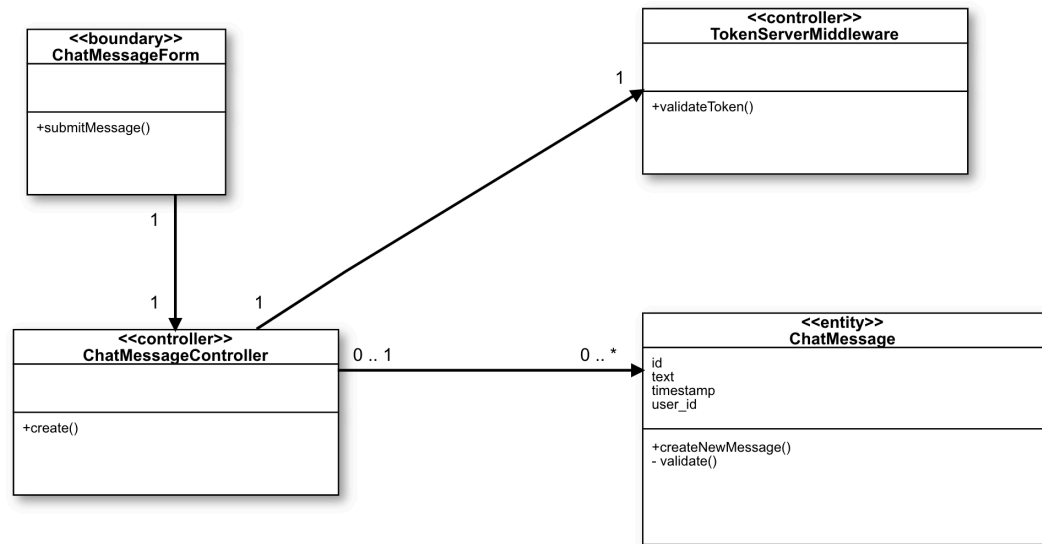 <<boundary>>
ChatMessageForm
+submitMessage()
<<controller>>
TokenServerMiddleware
+validateToken()
1
1
1
1
<<controller>>
ChatMessageController
+create()
0 .. 1
0 .. *
<<entity>>
ChatMessage
id
text
timestamp
user_id
+createNewMessage()
- validate()